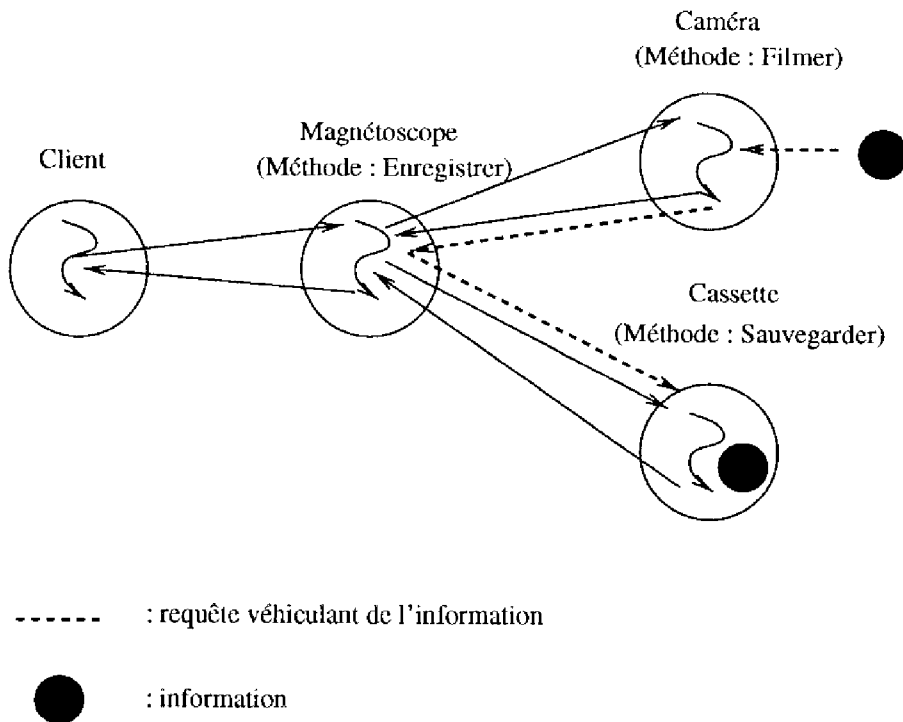 Caméra
(Méthode : Filmer)
Magnétoscope
(Méthode : Enregistrer)
Client
Cassette
(Méthode : Sauvegarder)
: requête véhiculant de l'information
: information